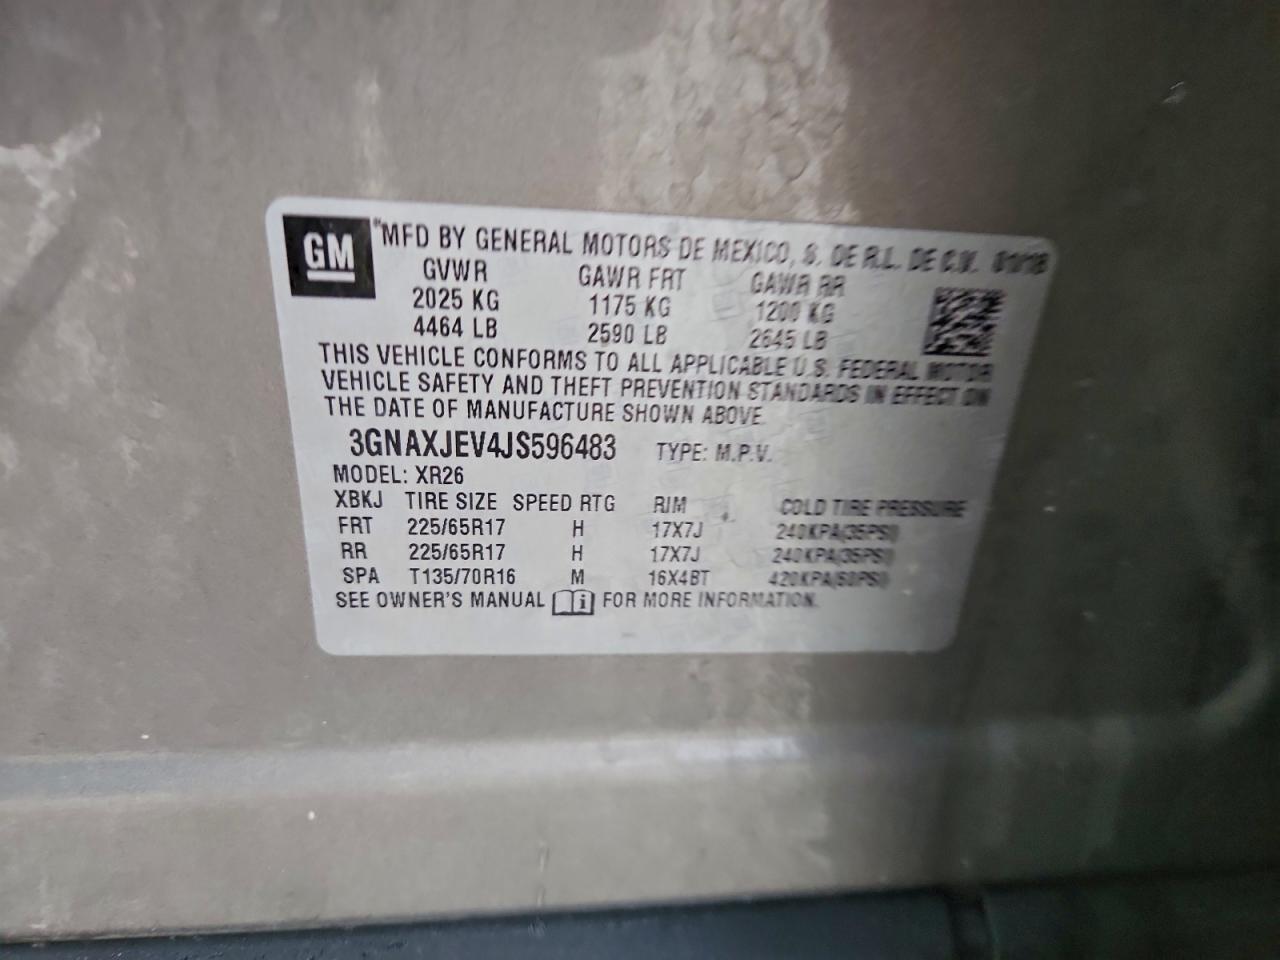 GM
"MFD BY GENERAL MOTORS DE MEXICO, S. DE R.L. DE C.V. 01/18
GVWR GAWR FRT GAWR RR
2025 KG 1175 KG 1200 KG
4464 LB 2590 LB 2645 LB
THIS VEHICLE CONFORMS TO ALL APPLICABLE U.S. FEDERAL MOTOR
VEHICLE SAFETY AND THEFT PREVENTION STANDARDS IN EFFECT ON
THE DATE OF MANUFACTURE SHOWN ABOVE.
3GNAXJEV4JS596483 TYPE: M.P.V.
MODEL: XR26
XBKJ TIRE SIZE SPEED RTG RIM COLD TIRE PRESSURE
FRT 225/65R17 H 17X7J 240KPA(35PSI)
RR 225/65R17 H 17X7J 240KPA(35PSI)
SPA T135/70R16 M 16X4BT 420KPA(60PSI)
SEE OWNER'S MANUAL i FOR MORE INFORMATION.